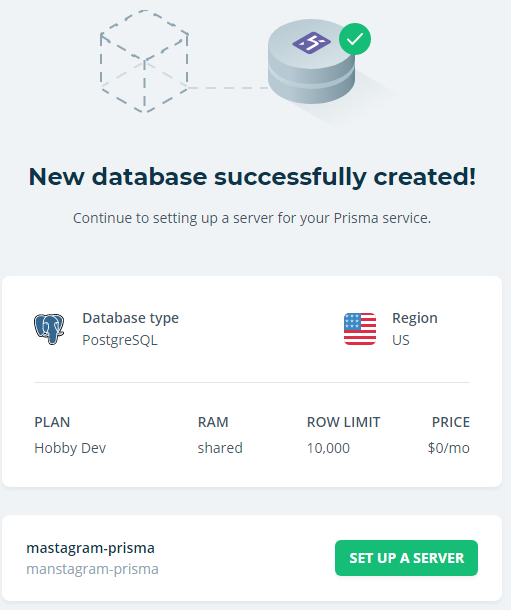 New database successfully created!
Continue to setting up a server for your Prisma service.
Database type
PostgreSQL
Region
US
PLAN RAM ROW LIMIT PRICE
Hobby Dev shared 10,000 $0/mo
mastagram-prisma
manstagram-prisma
SET UP A SERVER